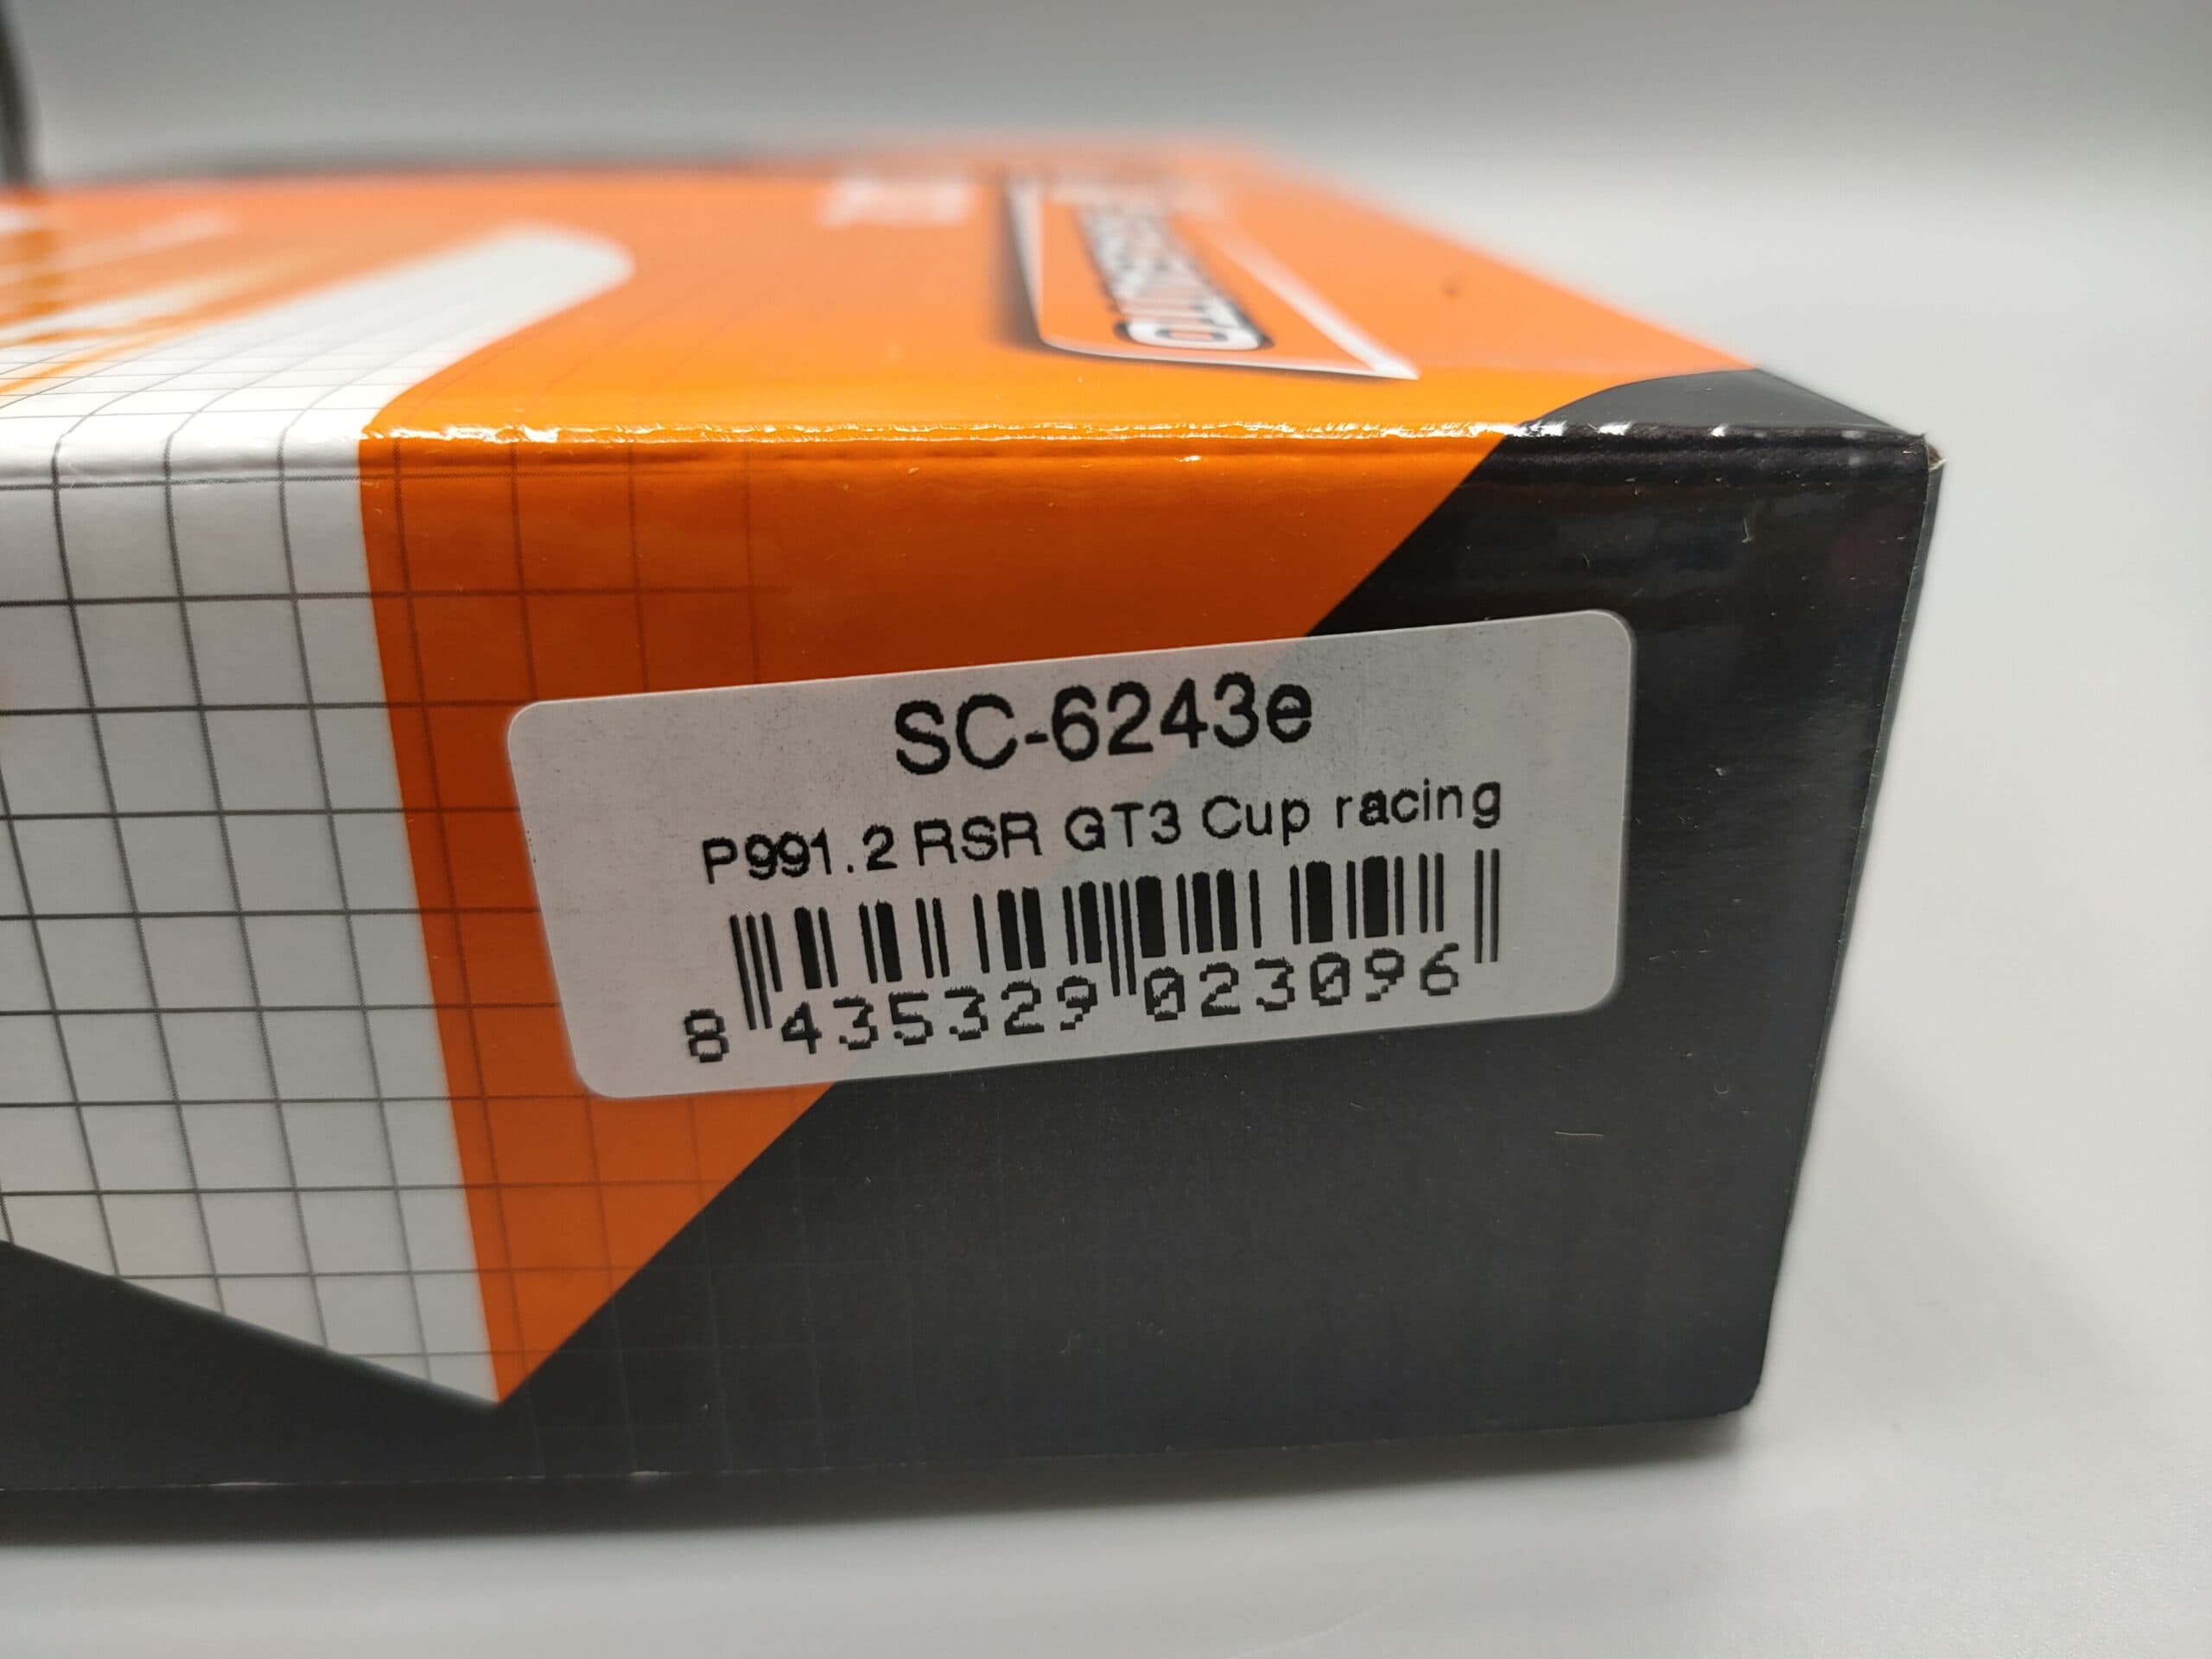 SC-6243e
P991.2 RSR GT3 Cup racing
8 435329 023096